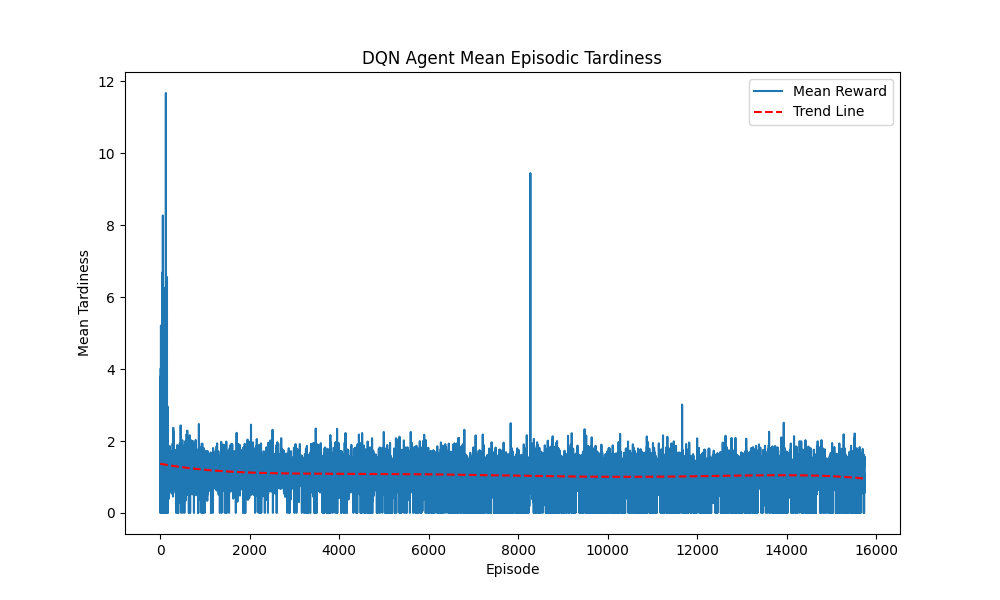 DQN Agent Mean Episodic Tardiness
Mean Reward
Trend Line
12
10
8
6
4
2
0
Mean Tardiness
0 2000 4000 6000 8000 10000 12000 14000 16000
Episode